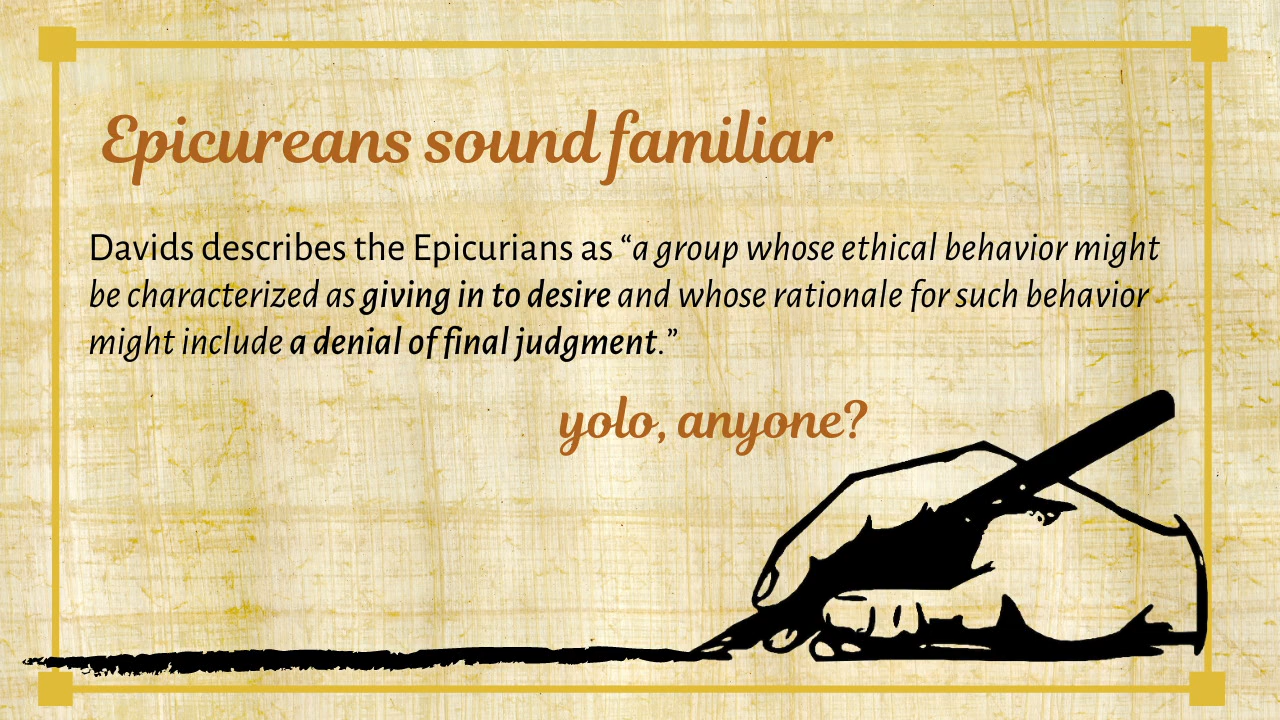 Epicureans sound familiar
Davids describes the Epicurians as “a group whose ethical behavior might
be characterized as giving in to desire and whose rationale for such behavior
might include a denial of final judgment.”
yolo, anyone?